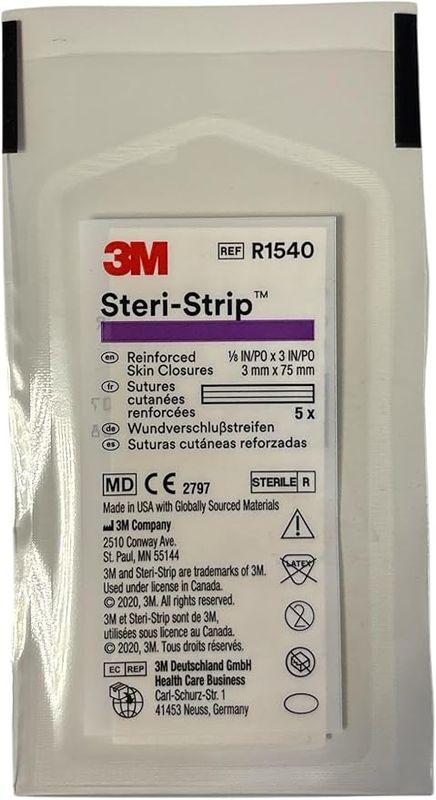 3M
REF R1540
Steri-Strip™
en Reinforced Skin Closures
⅛ IN/PO x 3 IN/PO
3 mm x 75 mm
fr Sutures cutanées renforcées
5 x
de Wundverschlußstreifen
es Suturas cutáneas reforzadas
MD CE 2797
STERILE R
Made in USA with Globally Sourced Materials
3M Company
2510 Conway Ave.
St. Paul, MN 55144
LATEX
3M and Steri-Strip are trademarks of 3M.
Used under license in Canada.
© 2020, 3M. All rights reserved.
2
3M et Steri-Strip sont de 3M,
utilisées sous licence au Canada.
© 2020, 3M. Tous droits réservés.
EC REP
3M Deutschland GmbH
Health Care Business
Carl-Schurz-Str. 1
41453 Neuss, Germany